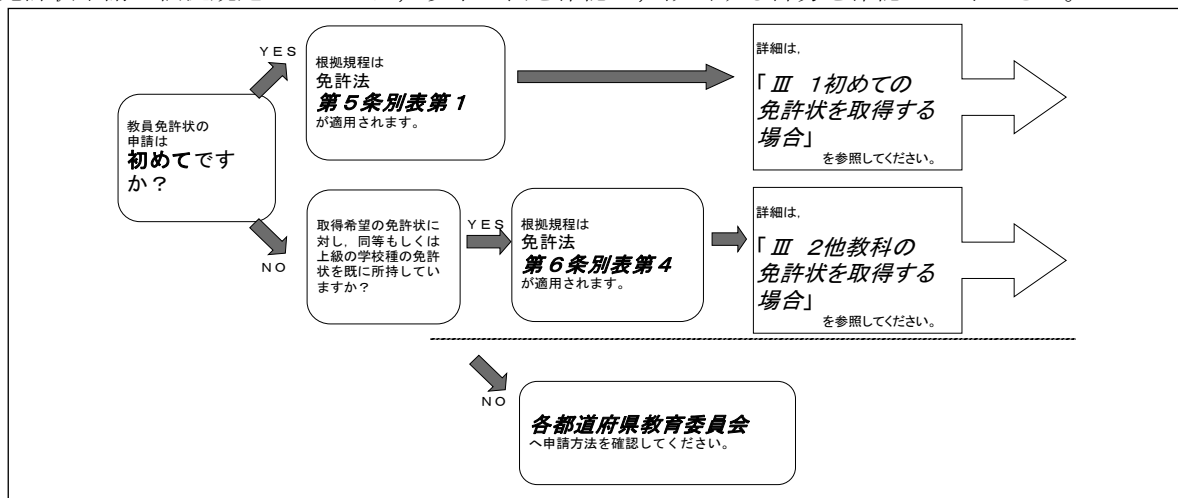 YES
根拠規程は
免許法
第5条別表第1
が適用されます。
詳細は,
「Ⅲ 1初めての
免許状を取得する
場合」
を参照してください。
教員免許状の
申請は
初めてです
か？
NO
取得希望の免許状に
対し，同等もしくは
上級の学校種の免許
状を既に所持してい
ますか？
YES
根拠規程は
免許法
第6条別表第4
が適用されます。
詳細は,
「Ⅲ 2他教科の
免許状を取得する
場合」
を参照してください。
NO
各都道府県教育委員会
へ申請方法を確認してください。